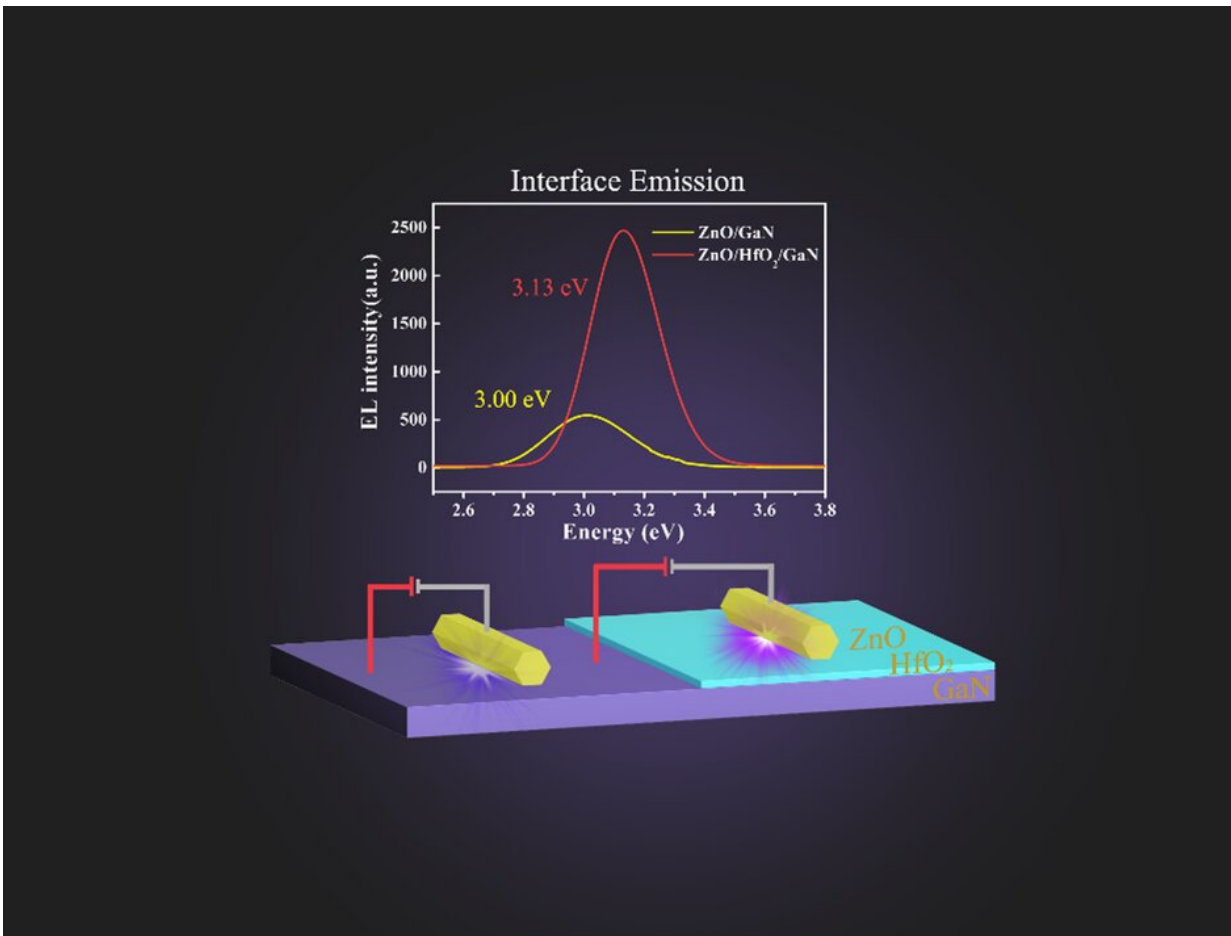 Interface Emission
ZnO/GaN
ZnO/HfO₂/GaN
3.13 eV
3.00 eV
EL intensity(a.u.)
2500
2000
1500
1000
500
0
2.6 2.8 3.0 3.2 3.4 3.6 3.8
Energy (eV)
ZnO
HfO₂
GaN